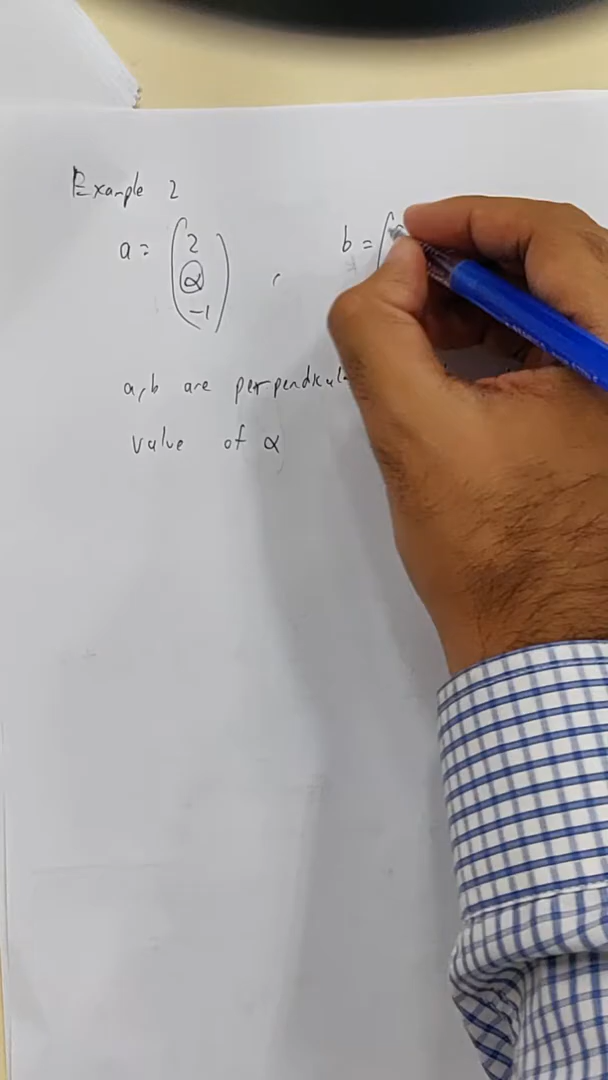 Example 2
a = (2 , b =
α
-1)
a, b are perpendicul
value of α